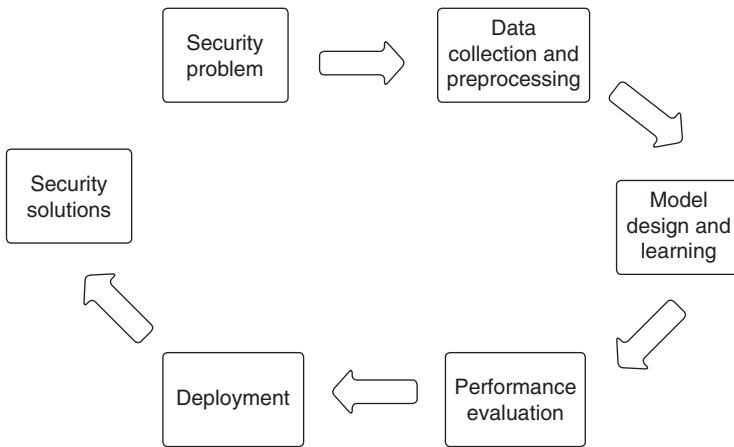 Security
problem
Data
collection and
preprocessing
Model
design and
learning
Performance
evaluation
Deployment
Security
solutions